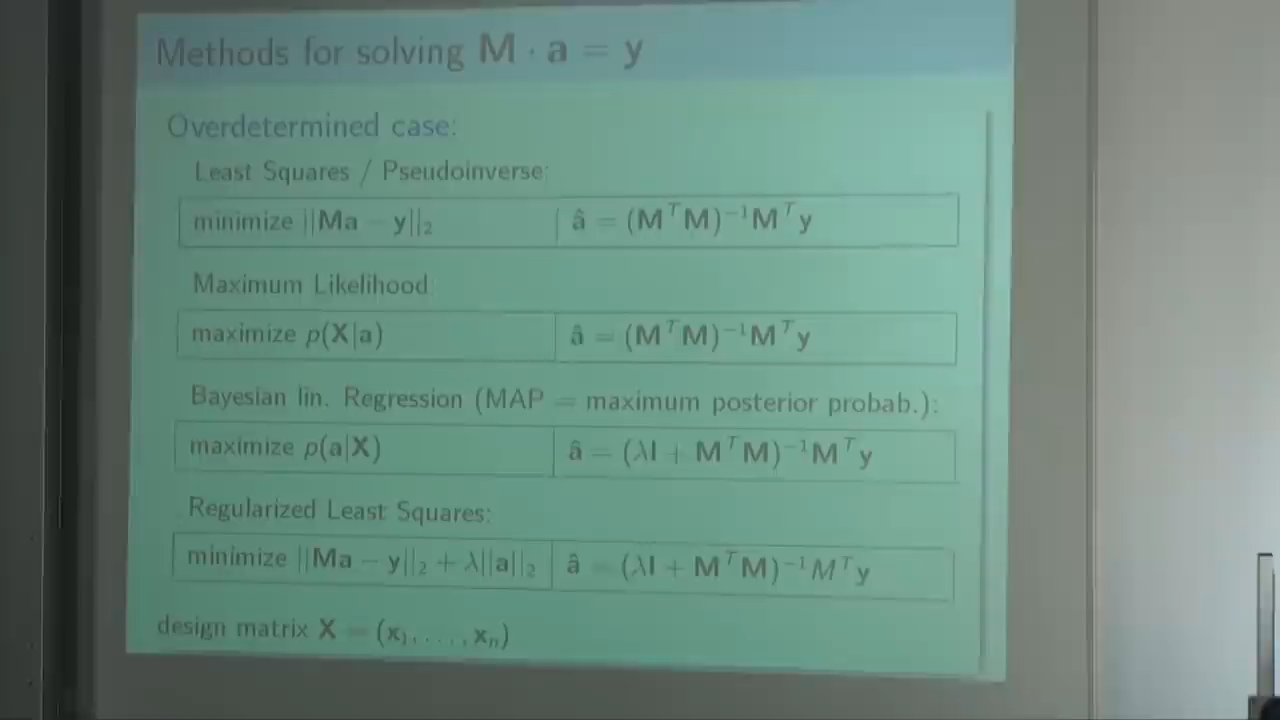 Methods for solving M · a = y
Overdetermined case:
Least Squares / Pseudoinverse:
minimize ||Ma − y||₂ | â = (MᵀM)⁻¹Mᵀy
Maximum Likelihood
maximize p(X|a) | â = (MᵀM)⁻¹Mᵀy
Bayesian lin. Regression (MAP = maximum posterior probab.):
maximize p(a|X) | â = (λI + MᵀM)⁻¹Mᵀy
Regularized Least Squares:
minimize ||Ma − y||₂ + λ||a||₂ | â = (λI + MᵀM)⁻¹Mᵀy
design matrix X = (x₁, . . . , xₙ)